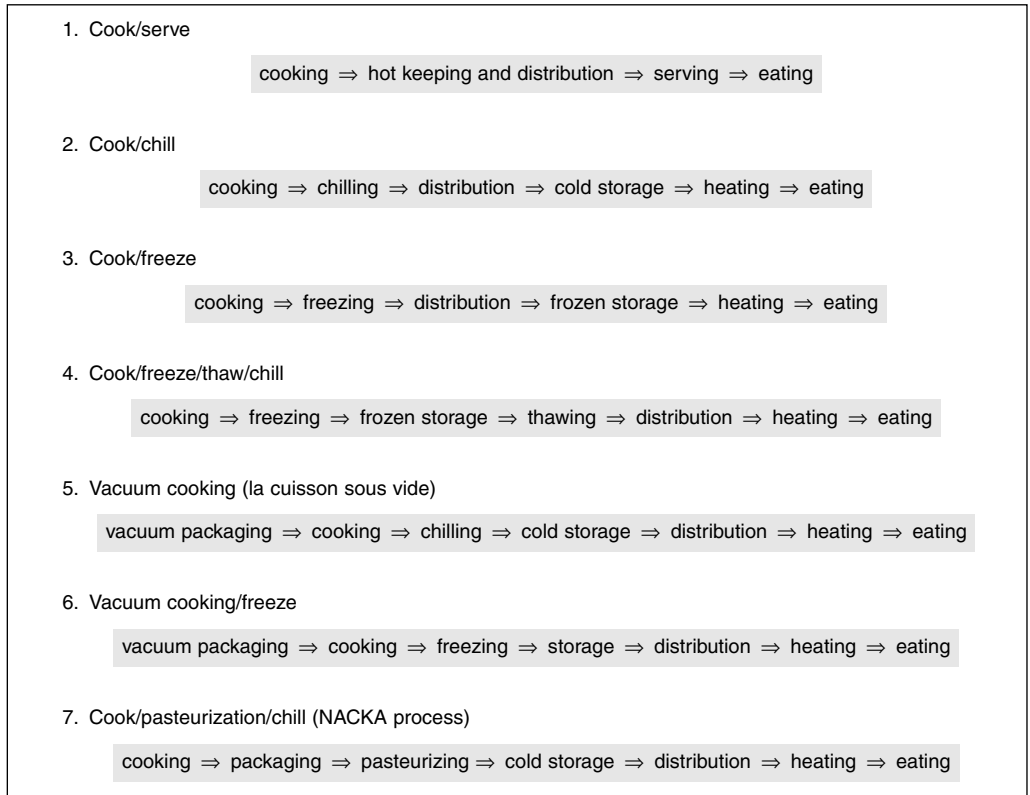 1. Cook/serve
cooking ⇒ hot keeping and distribution ⇒ serving ⇒ eating
2. Cook/chill
cooking ⇒ chilling ⇒ distribution ⇒ cold storage ⇒ heating ⇒ eating
3. Cook/freeze
cooking ⇒ freezing ⇒ distribution ⇒ frozen storage ⇒ heating ⇒ eating
4. Cook/freeze/thaw/chill
cooking ⇒ freezing ⇒ frozen storage ⇒ thawing ⇒ distribution ⇒ heating ⇒ eating
5. Vacuum cooking (la cuisson sous vide)
vacuum packaging ⇒ cooking ⇒ chilling ⇒ cold storage ⇒ distribution ⇒ heating ⇒ eating
6. Vacuum cooking/freeze
vacuum packaging ⇒ cooking ⇒ freezing ⇒ storage ⇒ distribution ⇒ heating ⇒ eating
7. Cook/pasteurization/chill (NACKA process)
cooking ⇒ packaging ⇒ pasteurizing ⇒ cold storage ⇒ distribution ⇒ heating ⇒ eating